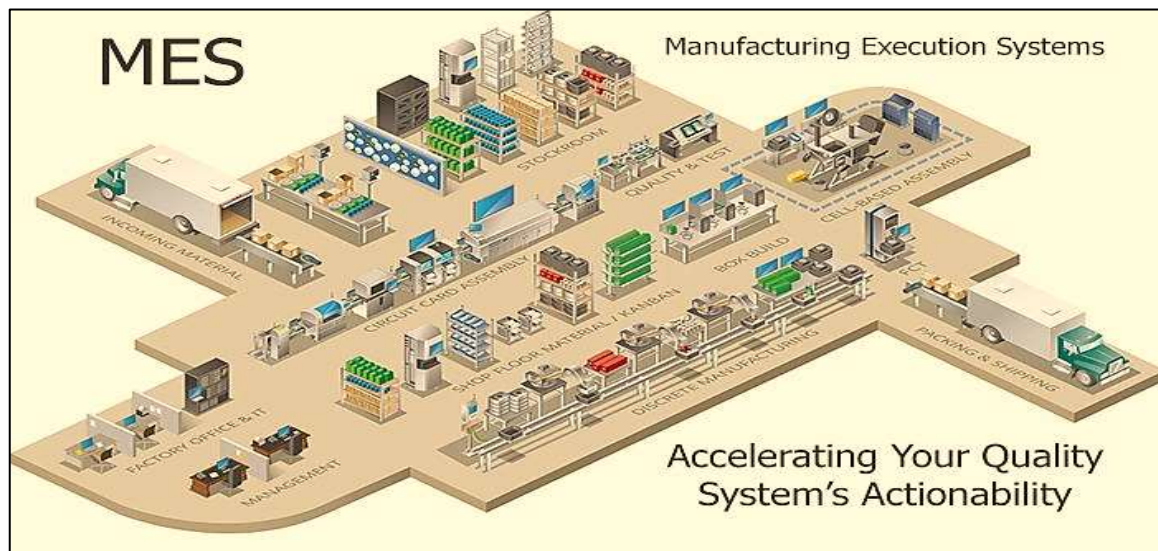 MES
Manufacturing Execution Systems
STOCKROOM
QUALITY & TEST
CELL-BASED ASSEMBLY
INCOMING MATERIAL
CIRCUIT CARD ASSEMBLY
BOX BUILD
FCT
SHOP FLOOR MATERIAL / KANBAN
PACKING & SHIPPING
DISCRETE MANUFACTURING
FACTORY OFFICE & IT
MANAGEMENT
Accelerating Your Quality
System's Actionability